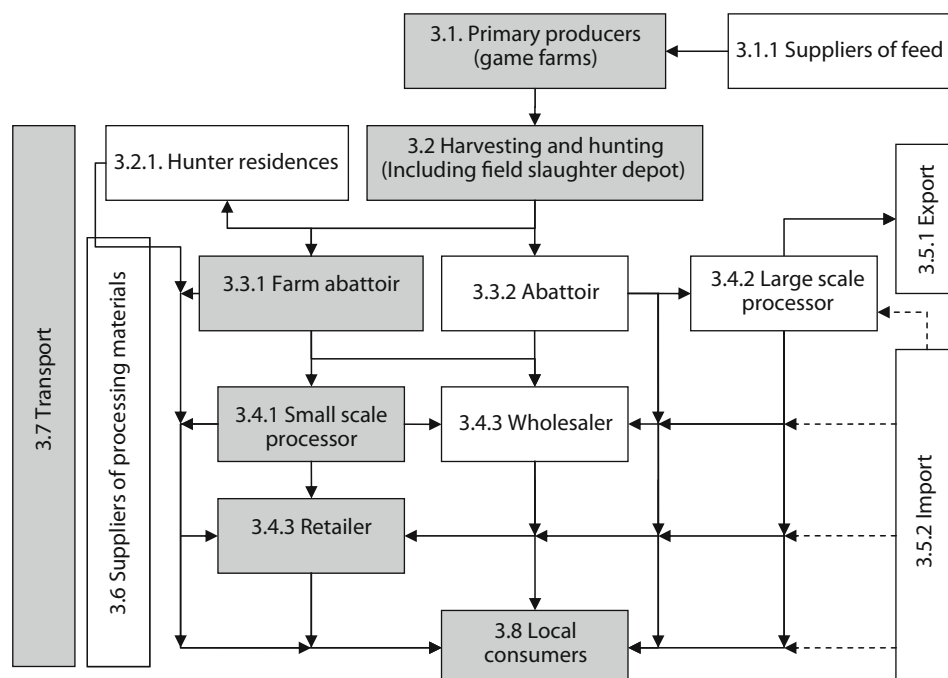 3.1. Primary producers
(game farms)
3.1.1 Suppliers of feed
3.2 Harvesting and hunting
(Including field slaughter depot)
3.2.1. Hunter residences
3.7 Transport
3.6 Suppliers of processing materials
3.3.1 Farm abattoir
3.3.2 Abattoir
3.4.2 Large scale
processor
3.5.1 Export
3.4.1 Small scale
processor
3.4.3 Wholesaler
3.5.2 Import
3.4.3 Retailer
3.8 Local
consumers